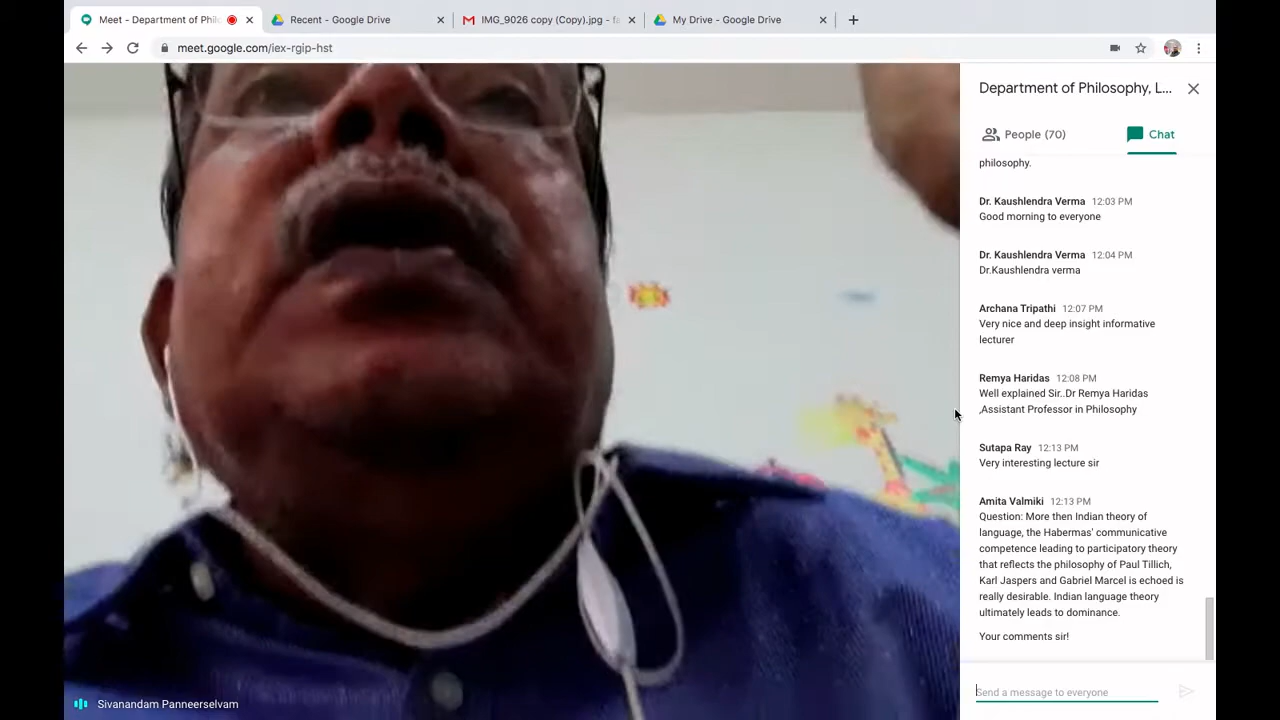 Meet - Department of Philo
Recent - Google Drive
IMG_9026 copy (Copy).jpg - fa
My Drive - Google Drive
meet.google.com/iex-rgip-hst
Department of Philosophy, L...
People (70)
Chat
philosophy.
Dr. Kaushlendra Verma 12:03 PM
Good morning to everyone
Dr. Kaushlendra Verma 12:04 PM
Dr.Kaushlendra verma
Archana Tripathi 12:07 PM
Very nice and deep insight informative
lecturer
Remya Haridas 12:08 PM
Well explained Sir..Dr Remya Haridas
,Assistant Professor in Philosophy
Sutapa Ray 12:13 PM
Very interesting lecture sir
Amita Valmiki 12:13 PM
Question: More then Indian theory of
language, the Habermas' communicative
competence leading to participatory theory
that reflects the philosophy of Paul Tillich,
Karl Jaspers and Gabriel Marcel is echoed is
really desirable. Indian language theory
ultimately leads to dominance.
Your comments sir!
Send a message to everyone
Sivanandam Panneerselvam